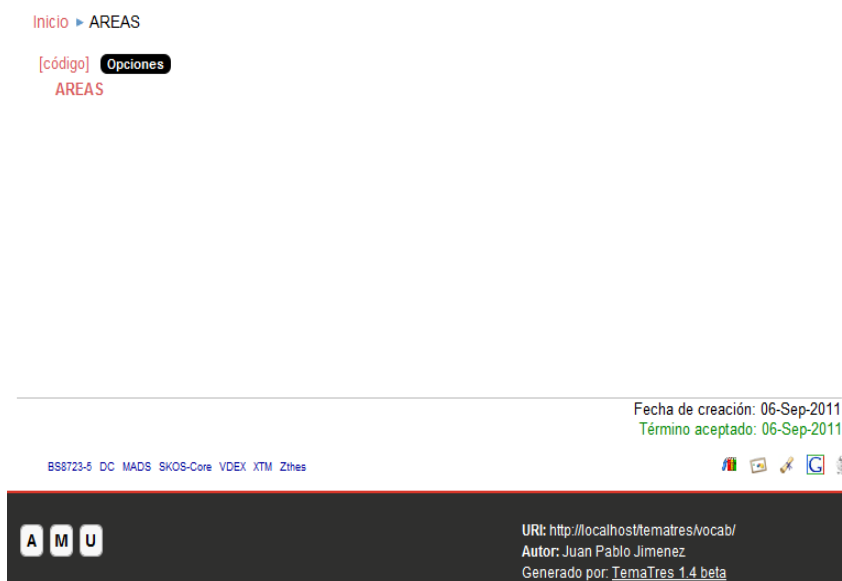 Inicio ▸ AREAS
[código] Opciones
AREAS
Fecha de creación: 06-Sep-2011
Término aceptado: 06-Sep-2011
BS8723-5 DC MADS SKOS-Core VDEX XTM Zthes
G
A M U
URI: http://localhost/tematres/vocab/
Autor: Juan Pablo Jimenez
Generado por: TemaTres 1.4 beta